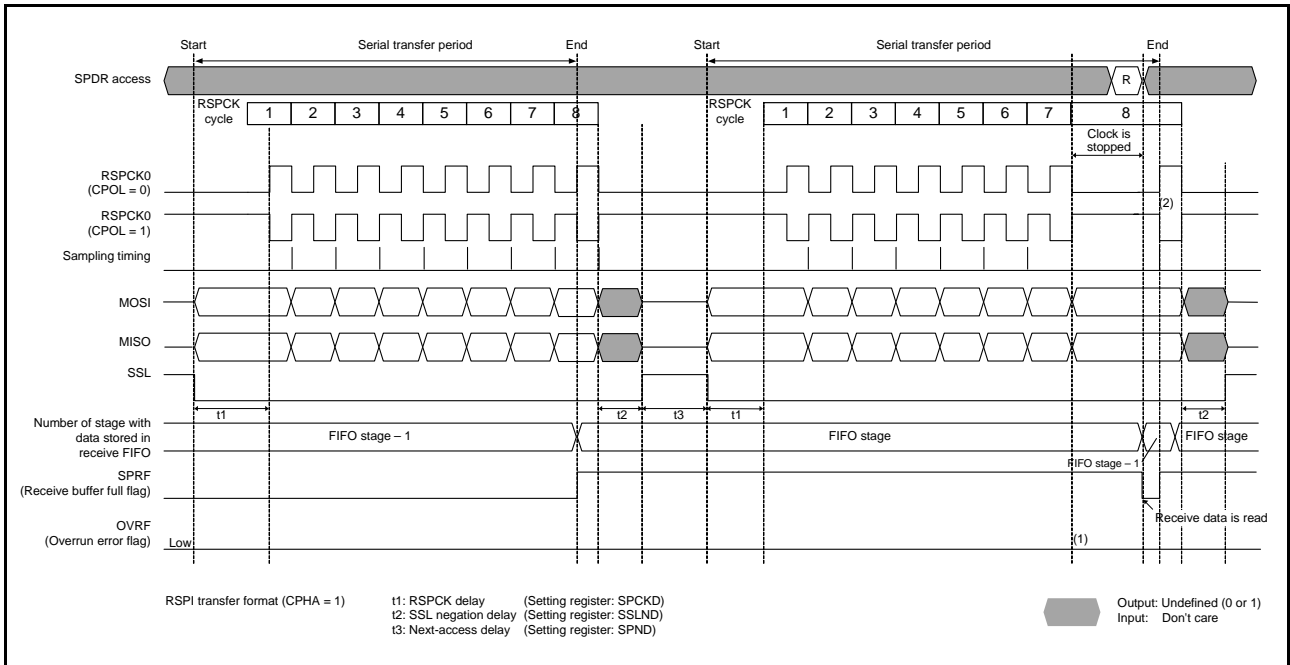 Start Serial transfer period End Start Serial transfer period End
SPDR access R
RSPCK cycle 1 2 3 4 5 6 7 8 RSPCK cycle 1 2 3 4 5 6 7 8
Clock is stopped
RSPCK0
(CPOL = 0)
(2)
RSPCK0
(CPOL = 1)
Sampling timing
MOSI
MISO
SSL
t1 t2 t3 t1 t2
Number of stage with
data stored in
receive FIFO
FIFO stage – 1 FIFO stage FIFO stage
FIFO stage – 1
SPRF
(Receive buffer full flag)
Receive data is read
OVRF
(Overrun error flag)
Low (1)
RSPI transfer format (CPHA = 1)
t1: RSPCK delay (Setting register: SPCKD)
t2: SSL negation delay (Setting register: SSLND)
t3: Next-access delay (Setting register: SPND)
Output: Undefined (0 or 1)
Input: Don't care